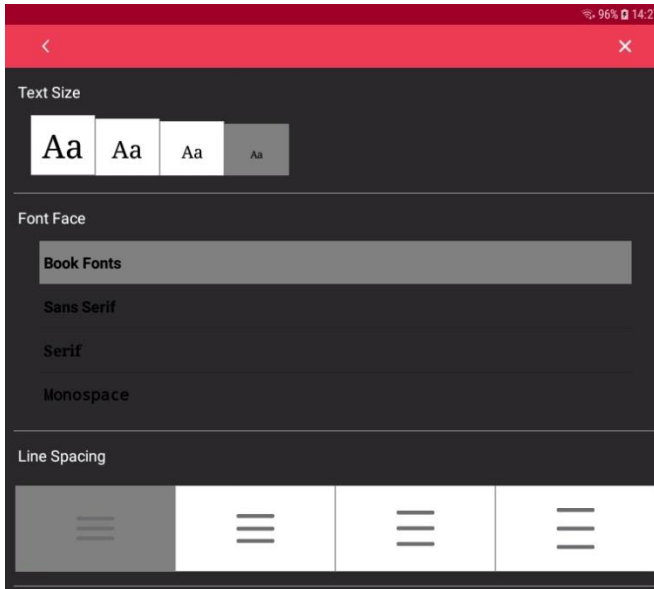 96% 14:2
Text Size
Aa Aa Aa Aa
Font Face
Book Fonts
Sans Serif
Serif
Monospace
Line Spacing